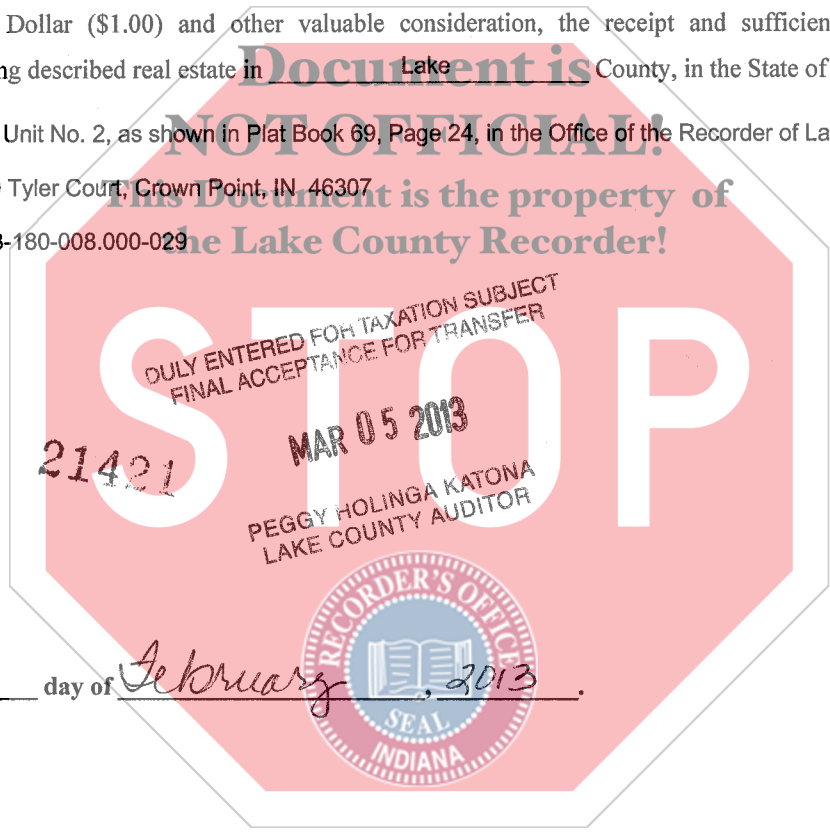 Dollar ($1.00) and other valuable consideration, the receipt and sufficien
Document is
ng described real estate in Lake County, in the State of
NOT OFFICIAL!
Unit No. 2, as shown in Plat Book 69, Page 24, in the Office of the Recorder of La
This Document is the property of
Tyler Court, Crown Point, IN 46307
the Lake County Recorder!
-180-008.000-029
STOP
DULY ENTERED FOR TAXATION SUBJECT
FINAL ACCEPTANCE FOR TRANSFER
MAR 05 2013
21421
PEGGY HOLINGA KATONA
LAKE COUNTY AUDITOR
RECORDER'S OFFICE
SEAL
INDIANA
day of February, 2013.